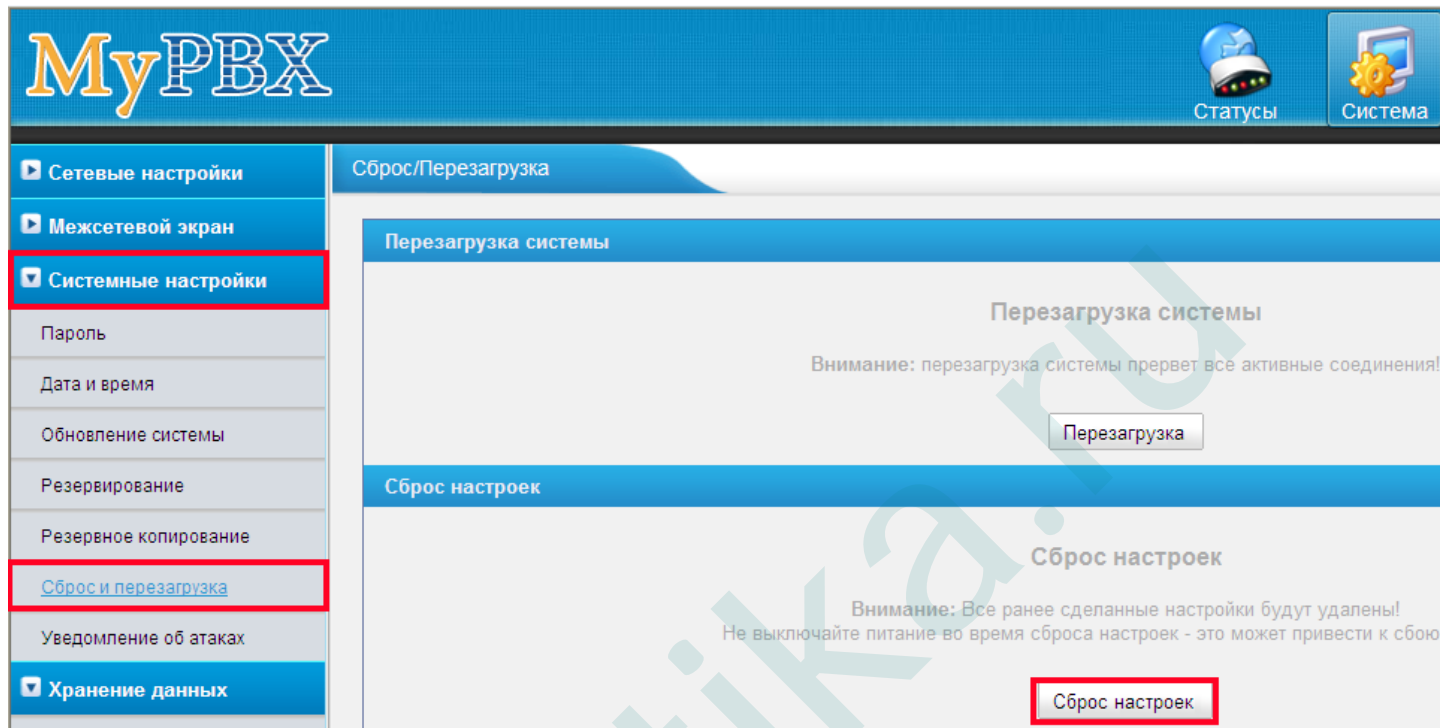 MyPBX
Статусы
Система
Сетевые настройки
Межсетевой экран
Системные настройки
Пароль
Дата и время
Обновление системы
Резервирование
Резервное копирование
Сброс и перезагрузка
Уведомление об атаках
Хранение данных
Сброс/Перезагрузка
Перезагрузка системы
Перезагрузка системы
Внимание: перезагрузка системы прервет все активные соединения!
Перезагрузка
Сброс настроек
Сброс настроек
Внимание: Все ранее сделанные настройки будут удалены!
Не выключайте питание во время сброса настроек - это может привести к сбою
Сброс настроек
tika.ru